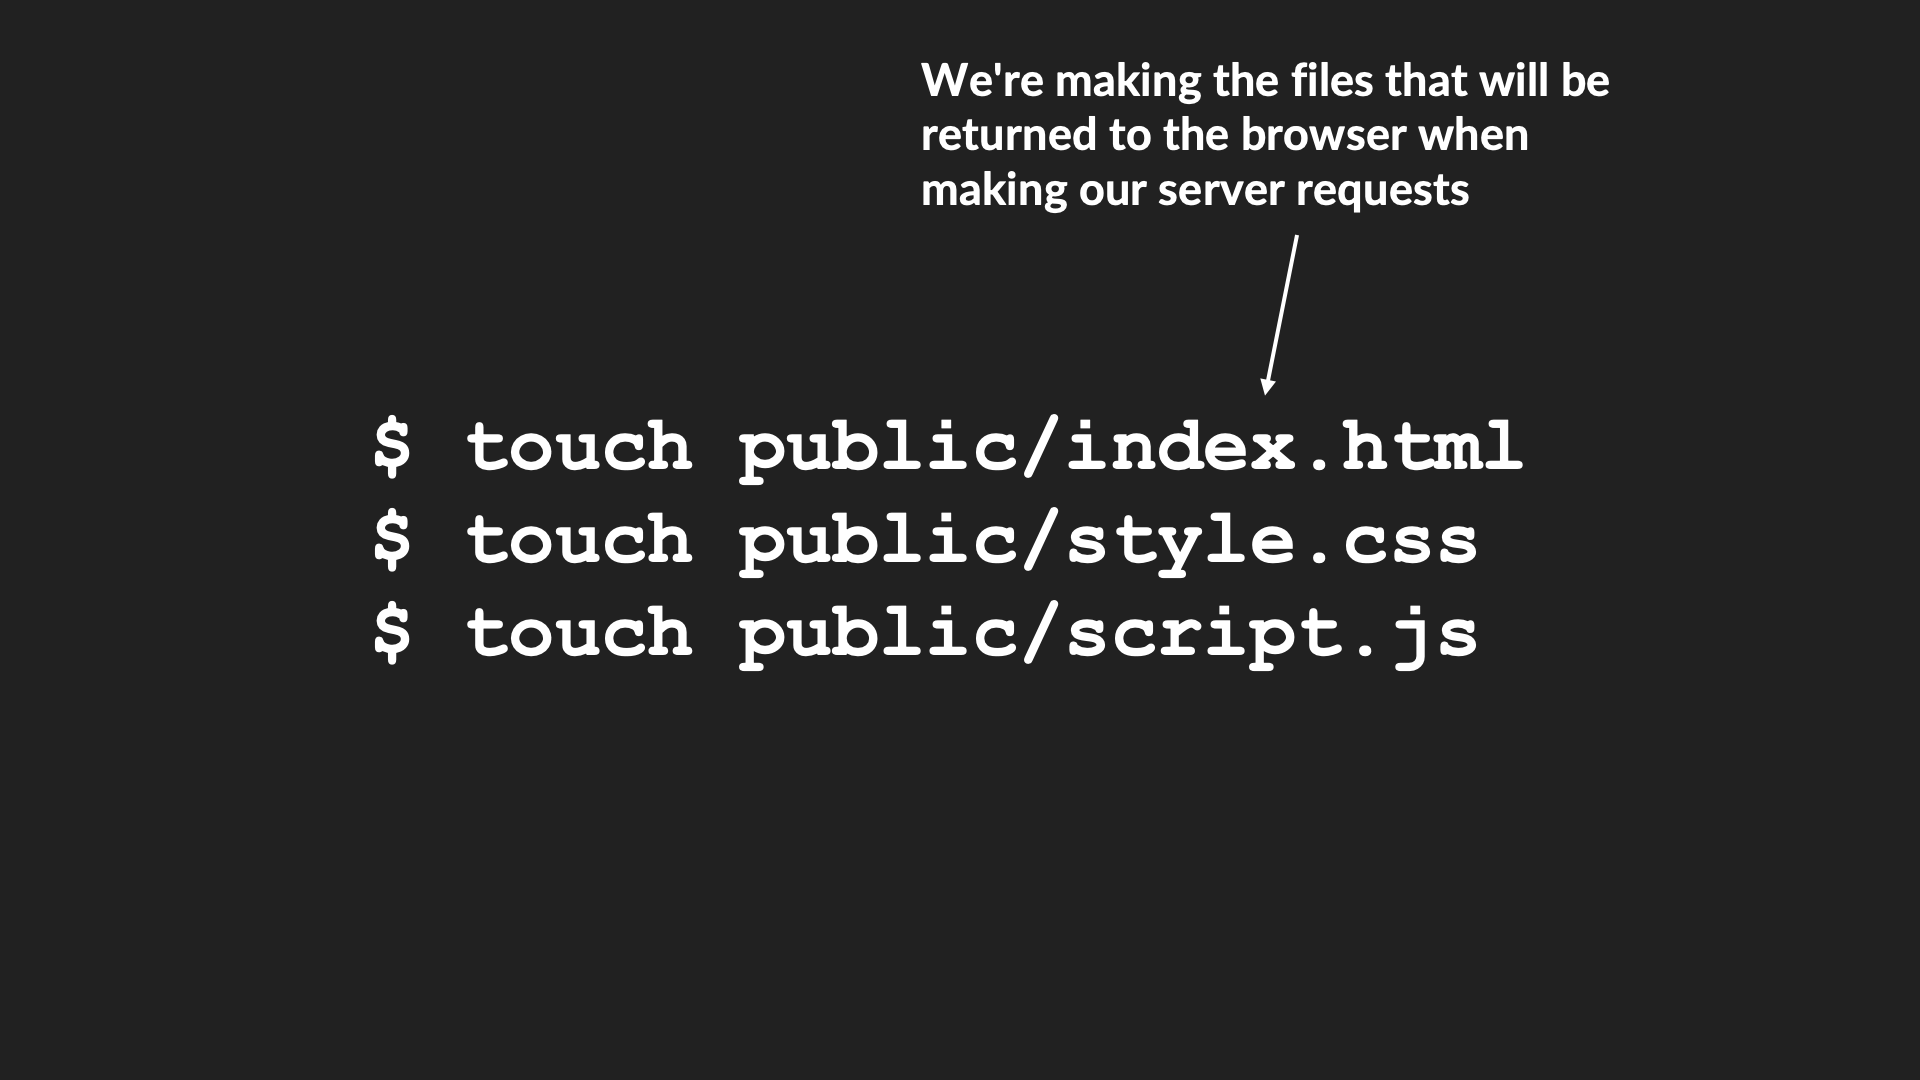 We're making the files that will be
returned to the browser when
making our server requests
$ touch public/index.html
$ touch public/style.css
$ touch public/script.js